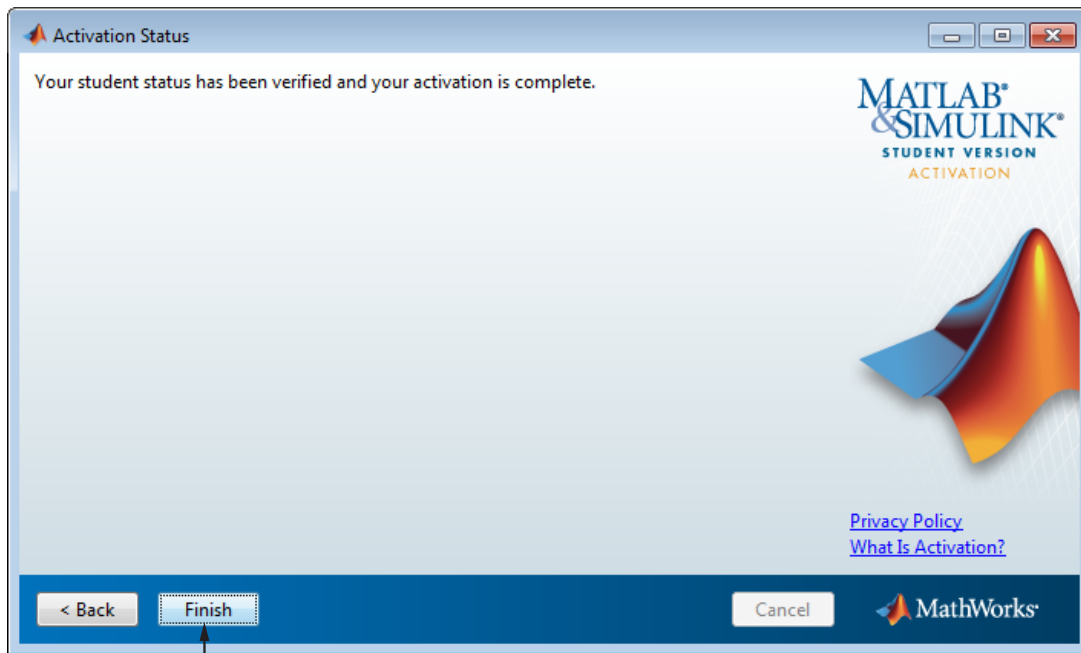 Activation Status
Your student status has been verified and your activation is complete.
MATLAB®
&SIMULINK®
STUDENT VERSION
ACTIVATION
Privacy Policy
What Is Activation?
< Back
Finish
Cancel
MathWorks®